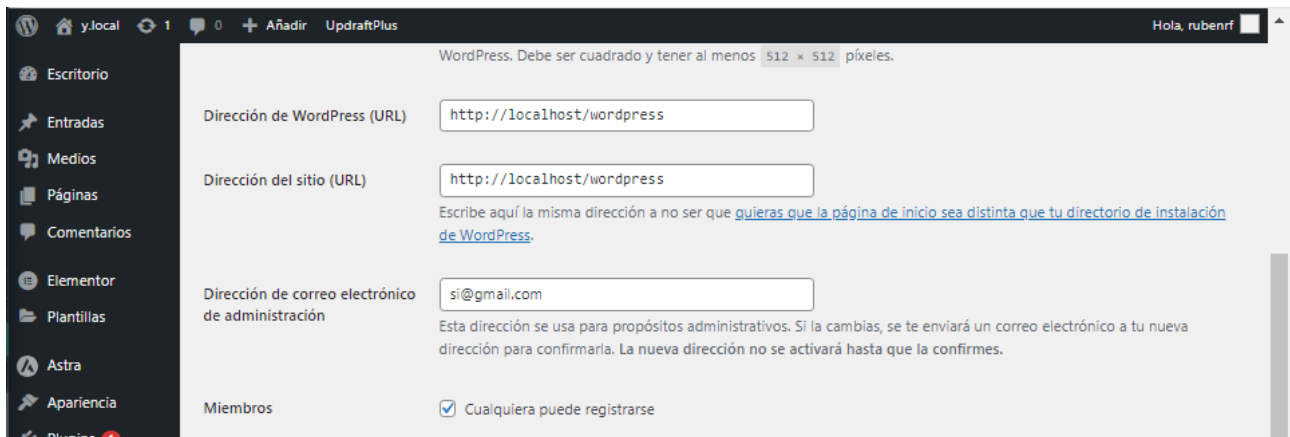 y.local 1 0 + Añadir UpdraftPlus Hola, rubenrf
WordPress. Debe ser cuadrado y tener al menos 512 × 512 píxeles.
Escritorio
Entradas
Medios
Páginas
Comentarios
Elementor
Plantillas
Astra
Apariencia
Plugins
Dirección de WordPress (URL)
http://localhost/wordpress
Dirección del sitio (URL)
http://localhost/wordpress
Escribe aquí la misma dirección a no ser que quieras que la página de inicio sea distinta que tu directorio de instalación
de WordPress.
Dirección de correo electrónico
de administración
si@gmail.com
Esta dirección se usa para propósitos administrativos. Si la cambias, se te enviará un correo electrónico a tu nueva
dirección para confirmarla. La nueva dirección no se activará hasta que la confirmes.
Miembros
Cualquiera puede registrarse